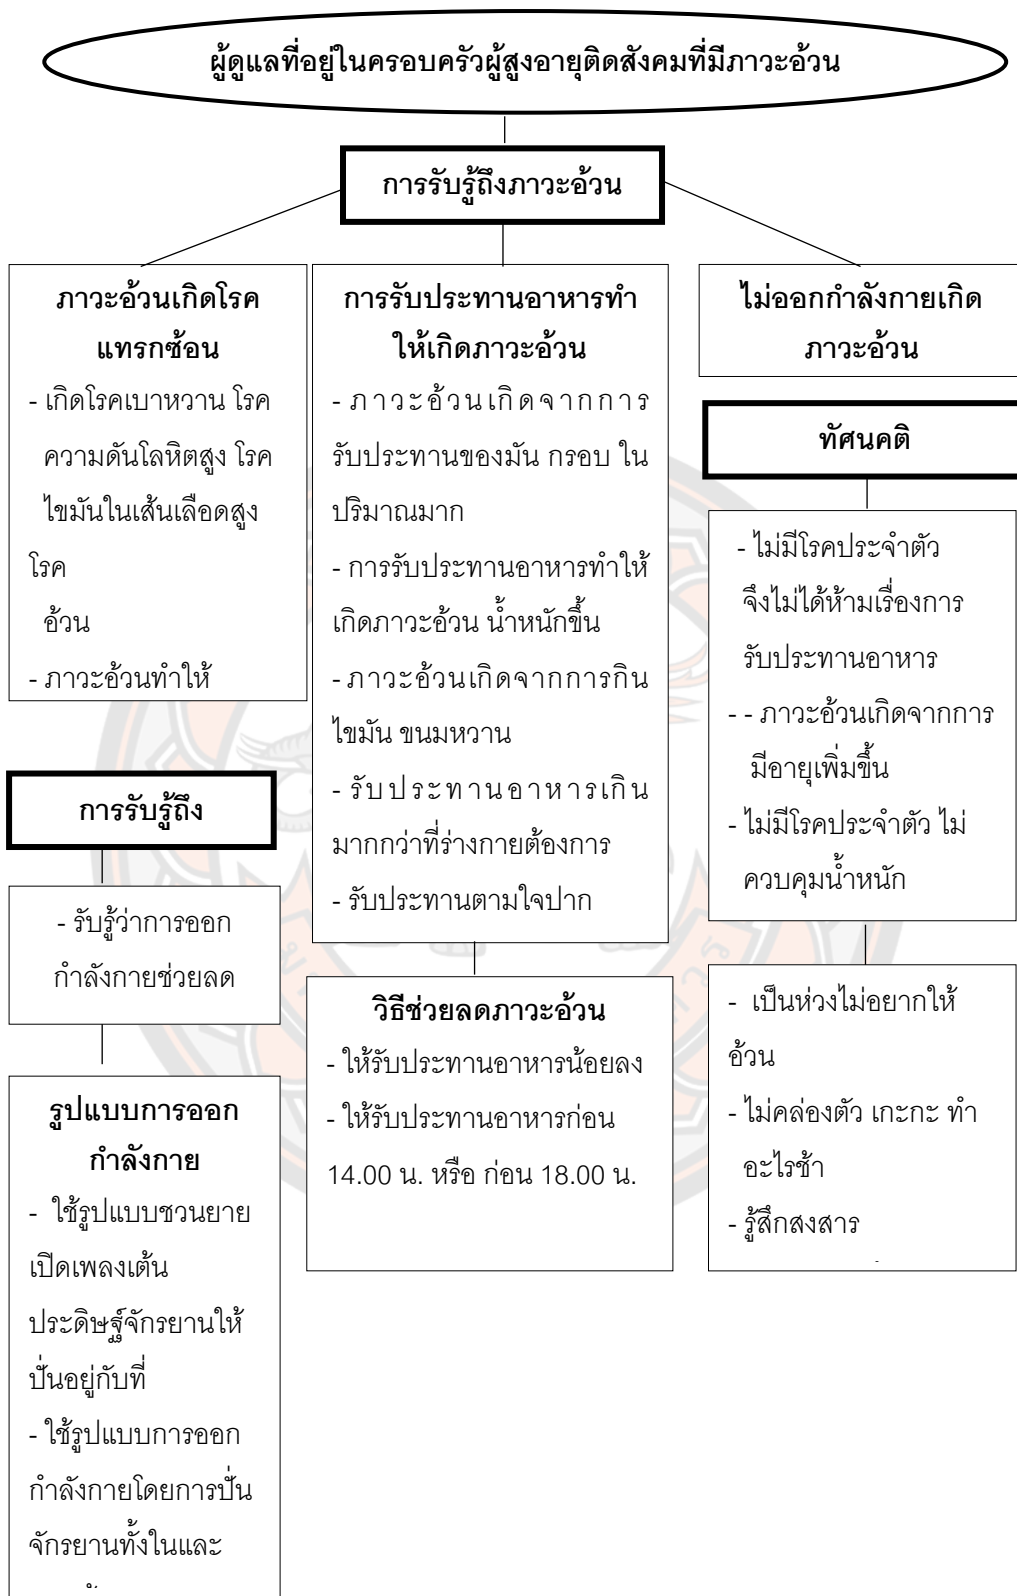 ผู้ดูแลที่อยู่ในครอบครัวผู้สูงอายุติดสังคมที่มีภาวะอ้วน
การรับรู้ถึงภาวะอ้วน
ภาวะอ้วนเกิดโรค
แทรกซ้อน
- เกิดโรคเบาหวาน โรค
ความดันโลหิตสูง โรค
ไขมันในเส้นเลือดสูง
โรค
อ้วน
- ภาวะอ้วนทำให้
การรับประทานอาหารทำ
ให้เกิดภาวะอ้วน
- ภาวะอ้วนเกิดจากการ
รับประทานของมัน กรอบ ใน
ปริมาณมาก
- การรับประทานอาหารทำให้
เกิดภาวะอ้วน น้ำหนักขึ้น
- ภาวะอ้วนเกิดจากการกิน
ไขมัน ขนมหวาน
- รับประทานอาหารเกิน
มากกว่าที่ร่างกายต้องการ
- รับประทานตามใจปาก
ไม่ออกกำลังกายเกิด
ภาวะอ้วน
ทัศนคติ
- ไม่มีโรคประจำตัว
จึงไม่ได้ห้ามเรื่องการ
รับประทานอาหาร
- - ภาวะอ้วนเกิดจากการ
มีอายุเพิ่มขึ้น
- ไม่มีโรคประจำตัว ไม่
ควบคุมน้ำหนัก
การรับรู้ถึง
- รับรู้ว่าการออก
กำลังกายช่วยลด
วิธีช่วยลดภาวะอ้วน
- ให้รับประทานอาหารน้อยลง
- ให้รับประทานอาหารก่อน
14.00 น. หรือ ก่อน 18.00 น.
- เป็นห่วงไม่อยากให้
อ้วน
- ไม่คล่องตัว เกะกะ ทำ
อะไรช้า
- รู้สึกสงสาร
รูปแบบการออก
กำลังกาย
- ใช้รูปแบบชวนยาย
เปิดเพลงเต้น
ประดิษฐ์จักรยานให้
ปั่นอยู่กับที่
- ใช้รูปแบบการออก
กำลังกายโดยการปั่น
จักรยานทั้งในและ